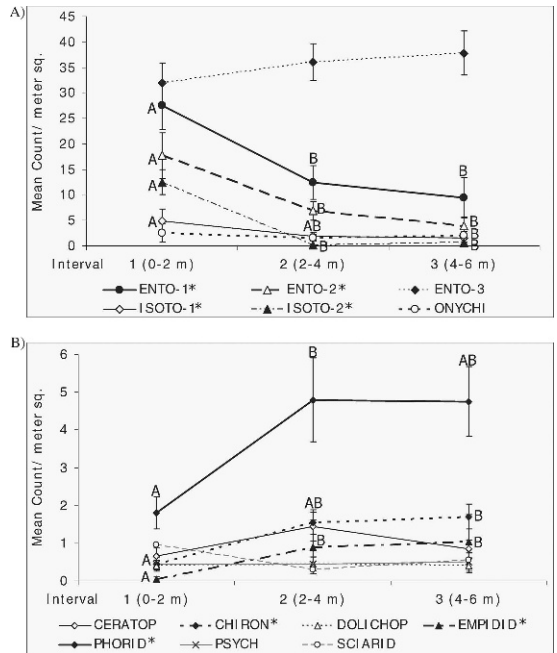 A)
Mean Count/ meter sq.
45
40
35
30
25
20
15
10
5
0
A
A
A
A
B
B
AB
B
B
B
B
B
Interval 1 (0-2 m) 2 (2-4 m) 3 (4-6 m)
ENTO-1* ENTO-2* ENTO-3
ISOTO-1* ISOTO-2* ONYCHI
B)
Mean Count/ meter sq.
6
5
4
3
2
1
0
A
B
AB
A
A
AB
B
B
B
Interval 1 (0-2 m) 2 (2-4 m) 3 (4-6 m)
CERATOP CHIRON* DOLICHOP EMPIDID*
PHORID* PSYCH SCIARID